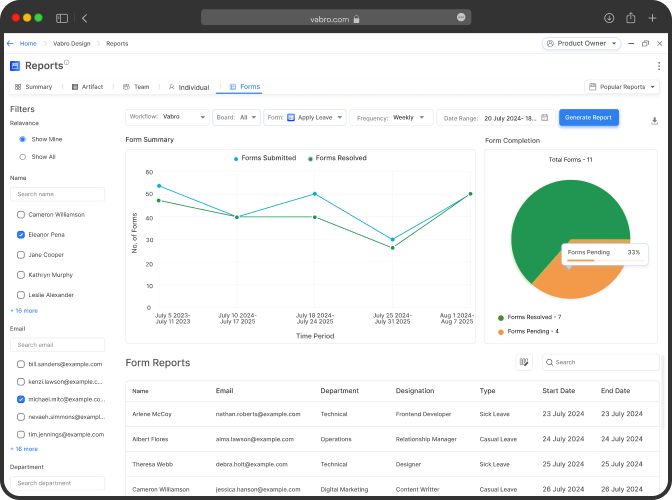 vabro.com
Home
Vabro Design
Reports
Product Owner
Reports
Summary
Artifact
Team
Individual
Forms
Popular Reports
Filters
Relavance
Show Mine
Show All
Name
Search name
Cameron Williamson
Eleanor Pena
Jane Cooper
Kathryn Murphy
Leslie Alexander
+ 16 more
Email
Search email
bill.sanders@example.com
kenzi.lawson@example.c...
michael.mitc@example.co...
nevaeh.simmons@exampl...
tim.jennings@example.com
+ 16 more
Department
Search department
Workflow: Vabro
Board: All
Form: Apply Leave
Frequency: Weekly
Date Range: 20 July 2024- 18...
Generate Report
Form Summary
Forms Submitted Forms Resolved
No. of Forms
60
50
40
30
20
10
0
July 5 2023- July 10 2024- July 18 2024- July 25 2024- Aug 1 2024-
July 11 2023 July 17 2025 July 24 2025 July 31 2025 Aug 7 2025
Time Period
Form Completion
Total Forms - 11
Forms Pending 33%
Forms Resolved - 7
Forms Pending - 4
Form Reports
Search
Name Email Department Designation Type Start Date End Date
Arlene McCoy nathan.roberts@example.com Technical Frontend Developer Sick Leave 23 July 2024 23 July 2024
Albert Flores alma.lawson@example.com Operations Relationship Manager Casual Leave 24 July 2024 24 July 2024
Theresa Webb debra.holt@example.com Technical Designer Sick Leave 25 July 2024 25 July 2024
Cameron Williamson jessica.hanson@example.com Digital Marketing Content Writter Casual Leave 26 July 2024 26 July 2024